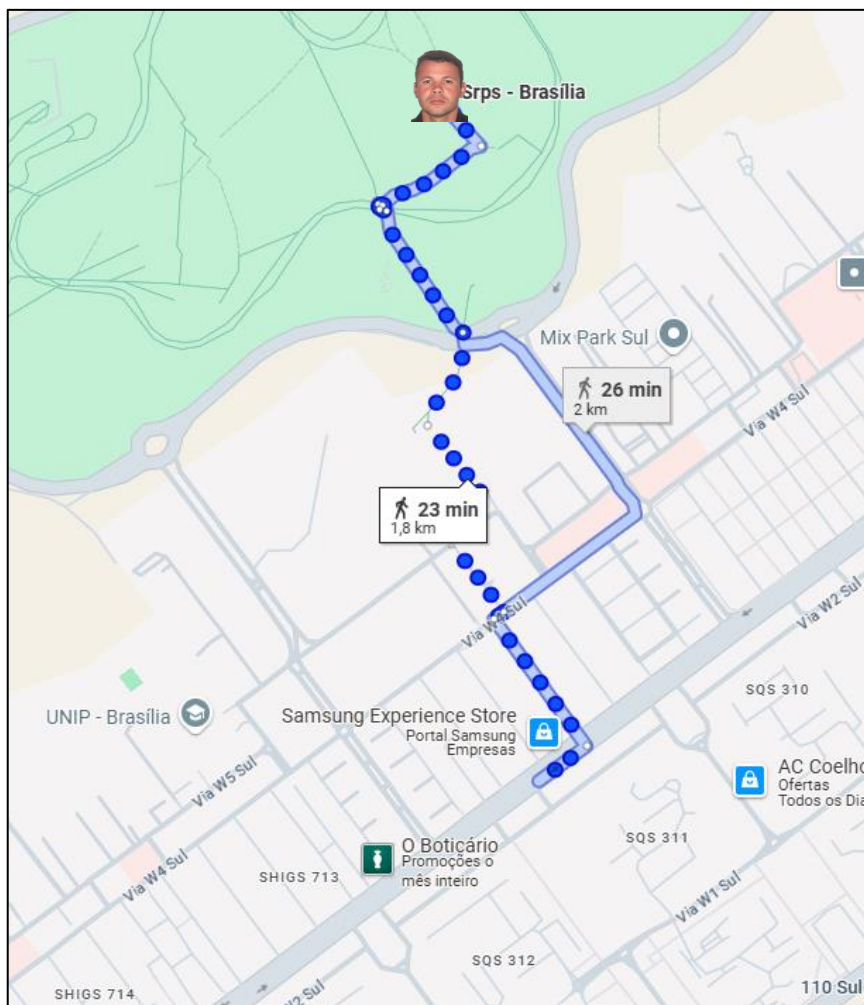 Srps - Brasília
Mix Park Sul
26 min
2 km
Via W4 Sul
23 min
1,8 km
Via W4 Sul
Via W2 Sul
SQS 310
UNIP - Brasília
Samsung Experience Store
Portal Samsung
Empresas
AC Coelho
Ofertas
Todos os Dia
Via W5 Sul
SQS 311
O Boticário
Promoções o
mês inteiro
SHIGS 713
Via W4 Sul
Via W1 Sul
SQS 312
110 Sul
SHIGS 714
W2 Sul